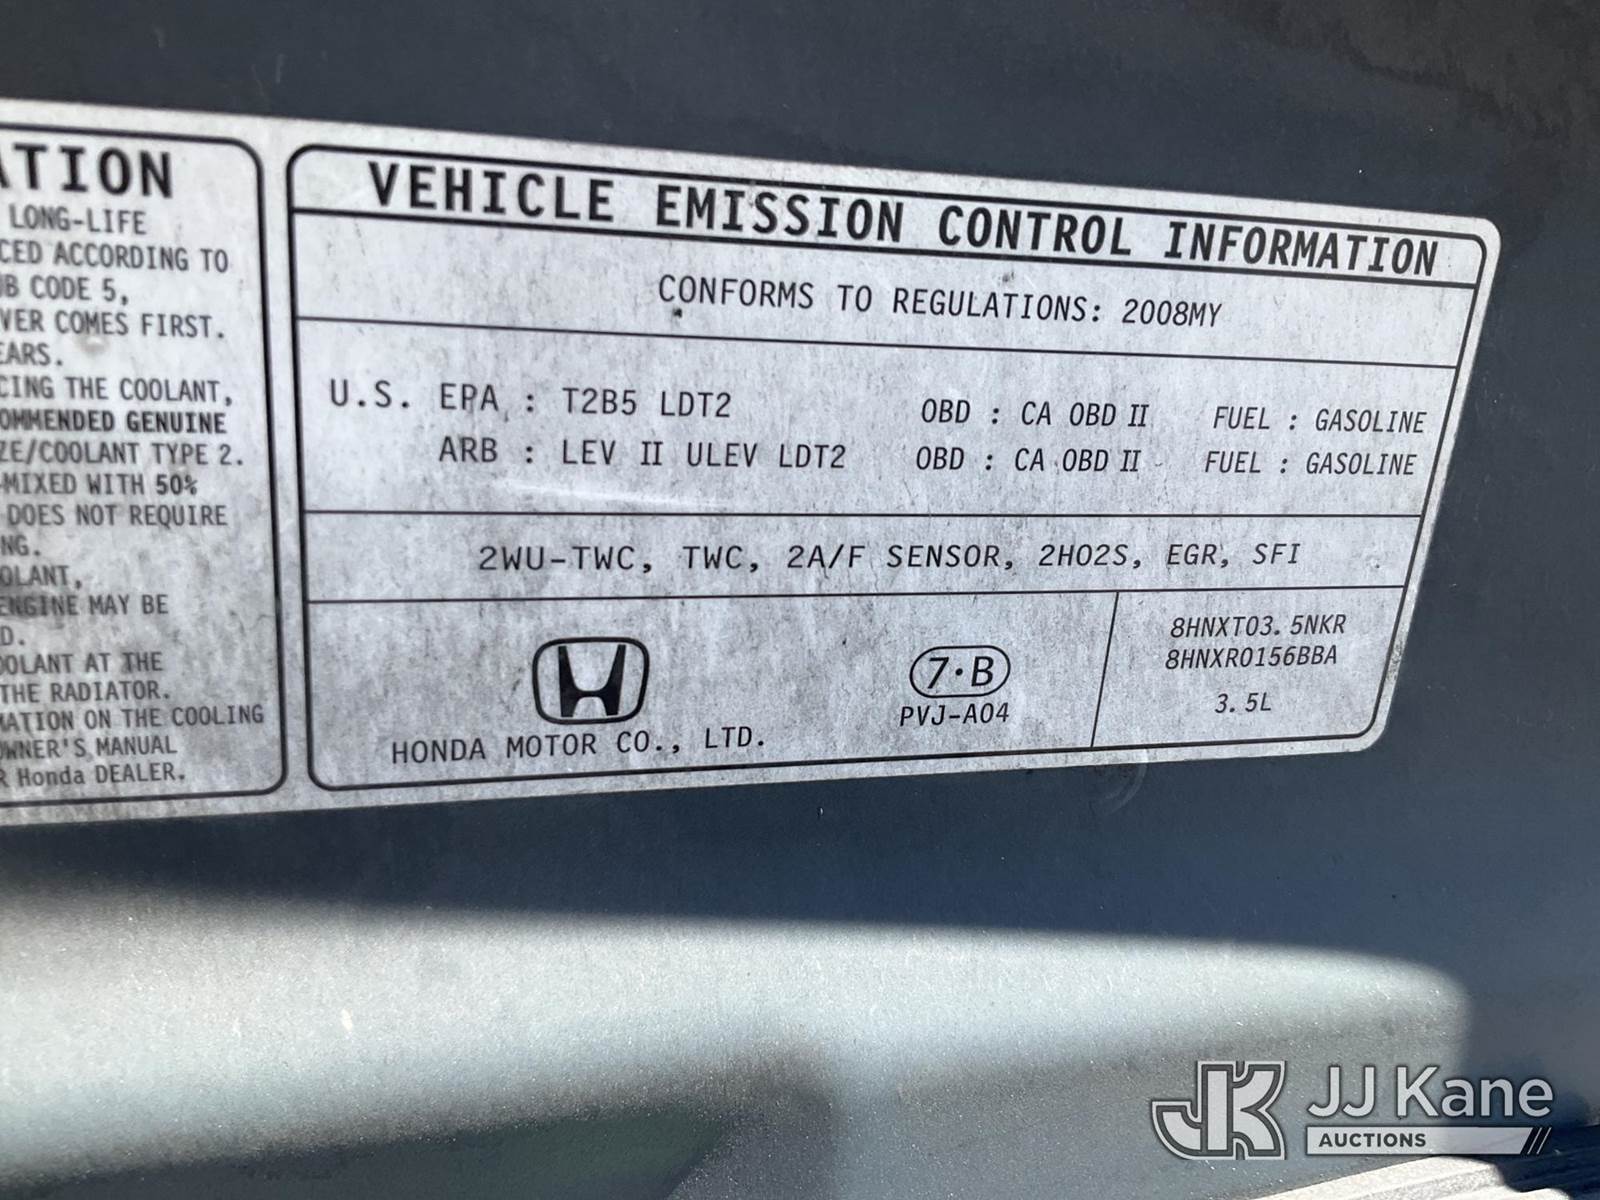 ATION
LONG-LIFE
CED ACCORDING TO
UB CODE 5,
VER COMES FIRST.
EARS.
CING THE COOLANT,
OMMENDED GENUINE
ZE/COOLANT TYPE 2.
-MIXED WITH 50%
DOES NOT REQUIRE
NG.
OLANT,
ENGINE MAY BE
D.
OOLANT AT THE
THE RADIATOR.
MATION ON THE COOLING
OWNER'S MANUAL
R Honda DEALER.
VEHICLE EMISSION CONTROL INFORMATION
CONFORMS TO REGULATIONS: 2008MY
U.S. EPA : T2B5 LDT2 OBD : CA OBD II FUEL : GASOLINE
ARB : LEV II ULEV LDT2 OBD : CA OBD II FUEL : GASOLINE
2WU-TWC, TWC, 2A/F SENSOR, 2HO2S, EGR, SFI
HONDA MOTOR CO., LTD.
7·B
PVJ-A04
8HNXT03.5NKR
8HNXR0156BBA
3.5L
JK JJ Kane
AUCTIONS